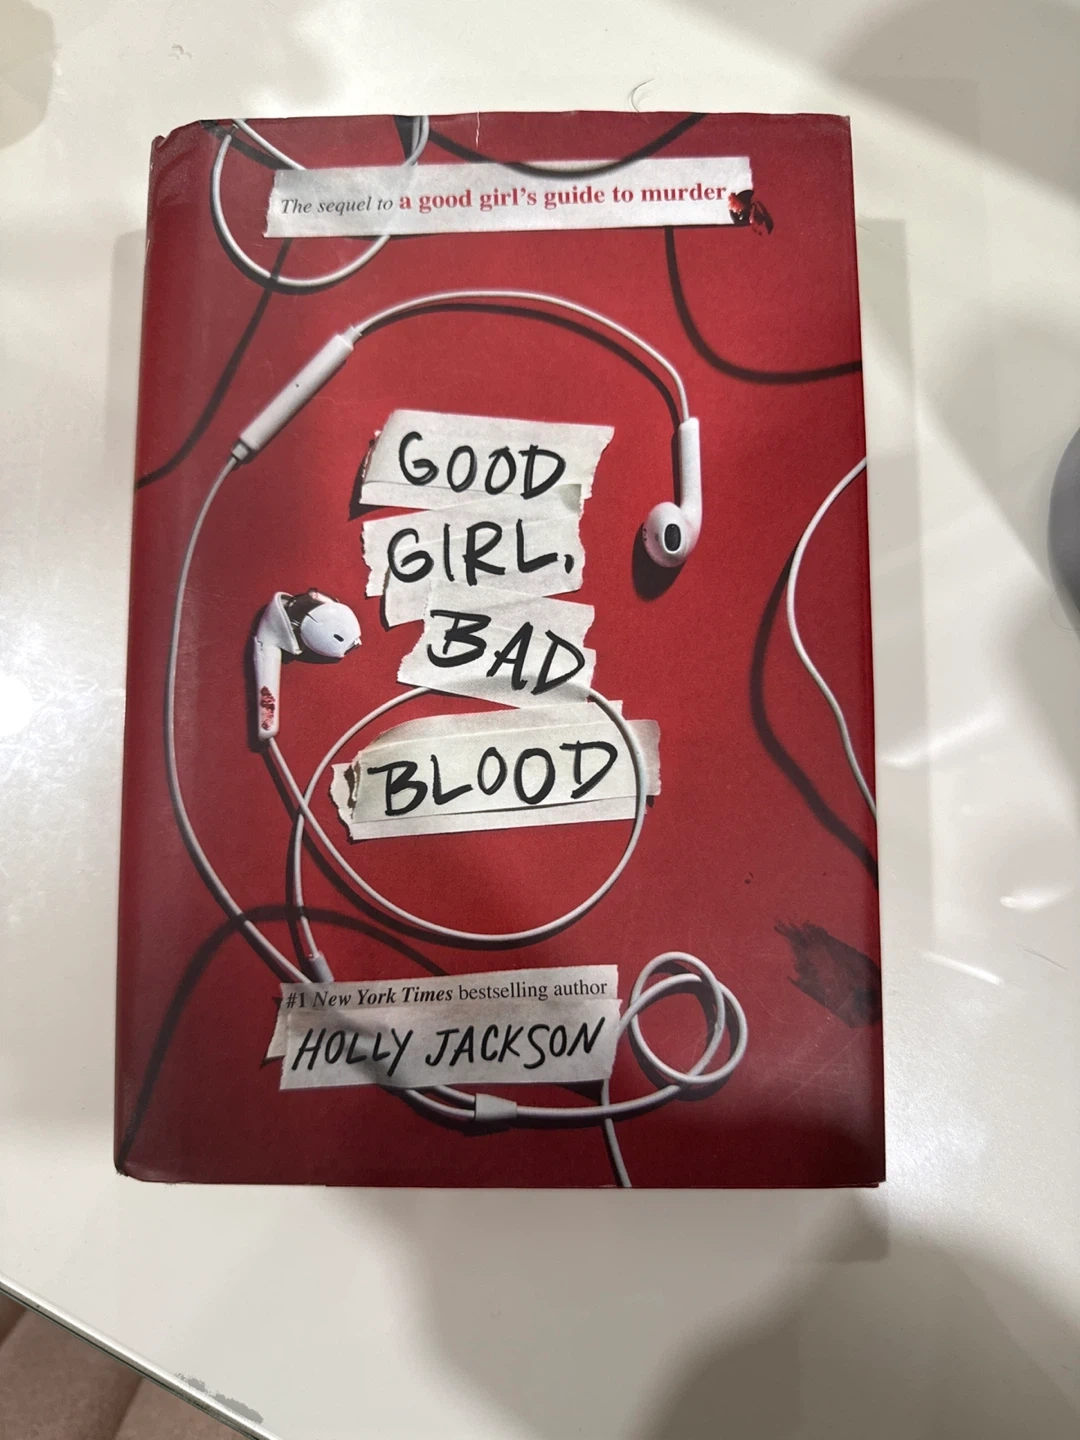 The sequel to a good girl's guide to murder
GOOD
GIRL,
BAD
BLOOD
#1 New York Times bestselling author
HOLLY JACKSON